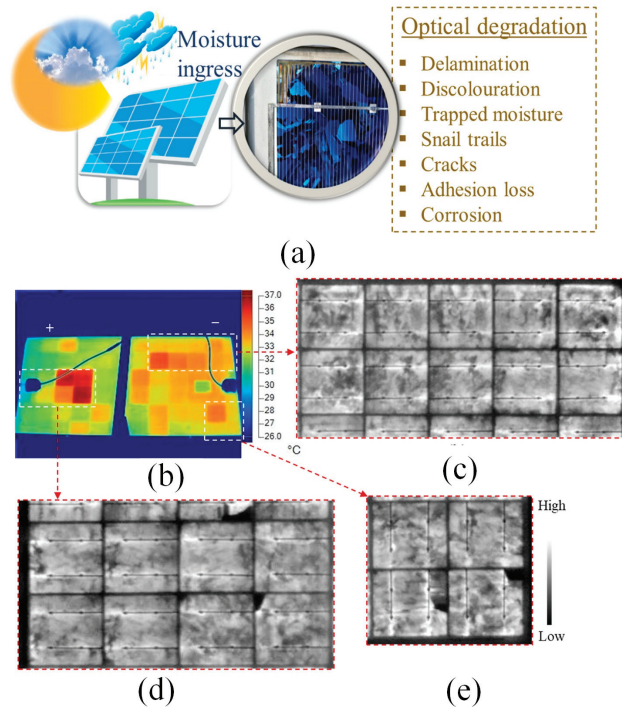 Moisture
ingress
Optical degradation
▪ Delamination
▪ Discolouration
▪ Trapped moisture
▪ Snail trails
▪ Cracks
▪ Adhesion loss
▪ Corrosion
(a)
+
−
37.0
35
34
33
32
31
30
29
28
27
26.0
°C
(b)
(c)
High
Low
(d)
(e)